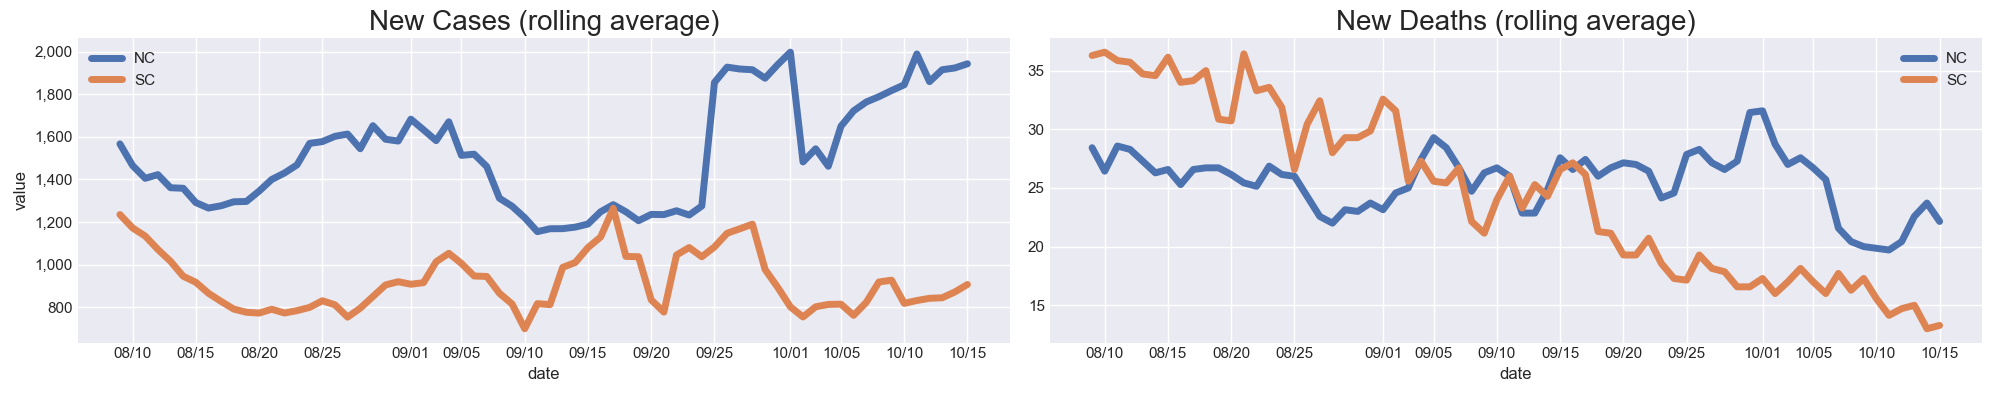 New Cases (rolling average)
NC
SC
value
2,000
1,800
1,600
1,400
1,200
1,000
800
08/10 08/15 08/20 08/25 09/01 09/05 09/10 09/15 09/20 09/25 10/01 10/05 10/10 10/15
date
New Deaths (rolling average)
NC
SC
35
30
25
20
15
08/10 08/15 08/20 08/25 09/01 09/05 09/10 09/15 09/20 09/25 10/01 10/05 10/10 10/15
date